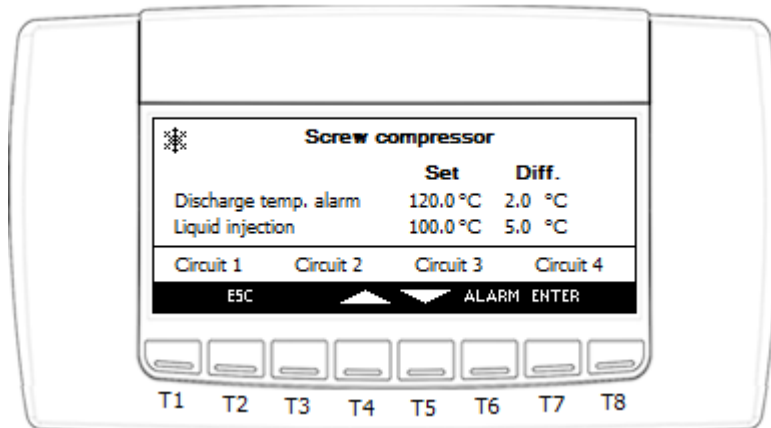 Screw compressor
Set Diff.
Discharge temp. alarm 120.0°C 2.0 °C
Liquid injection 100.0°C 5.0 °C
Circuit 1 Circuit 2 Circuit 3 Circuit 4
ESC ALARM ENTER
T1 T2 T3 T4 T5 T6 T7 T8